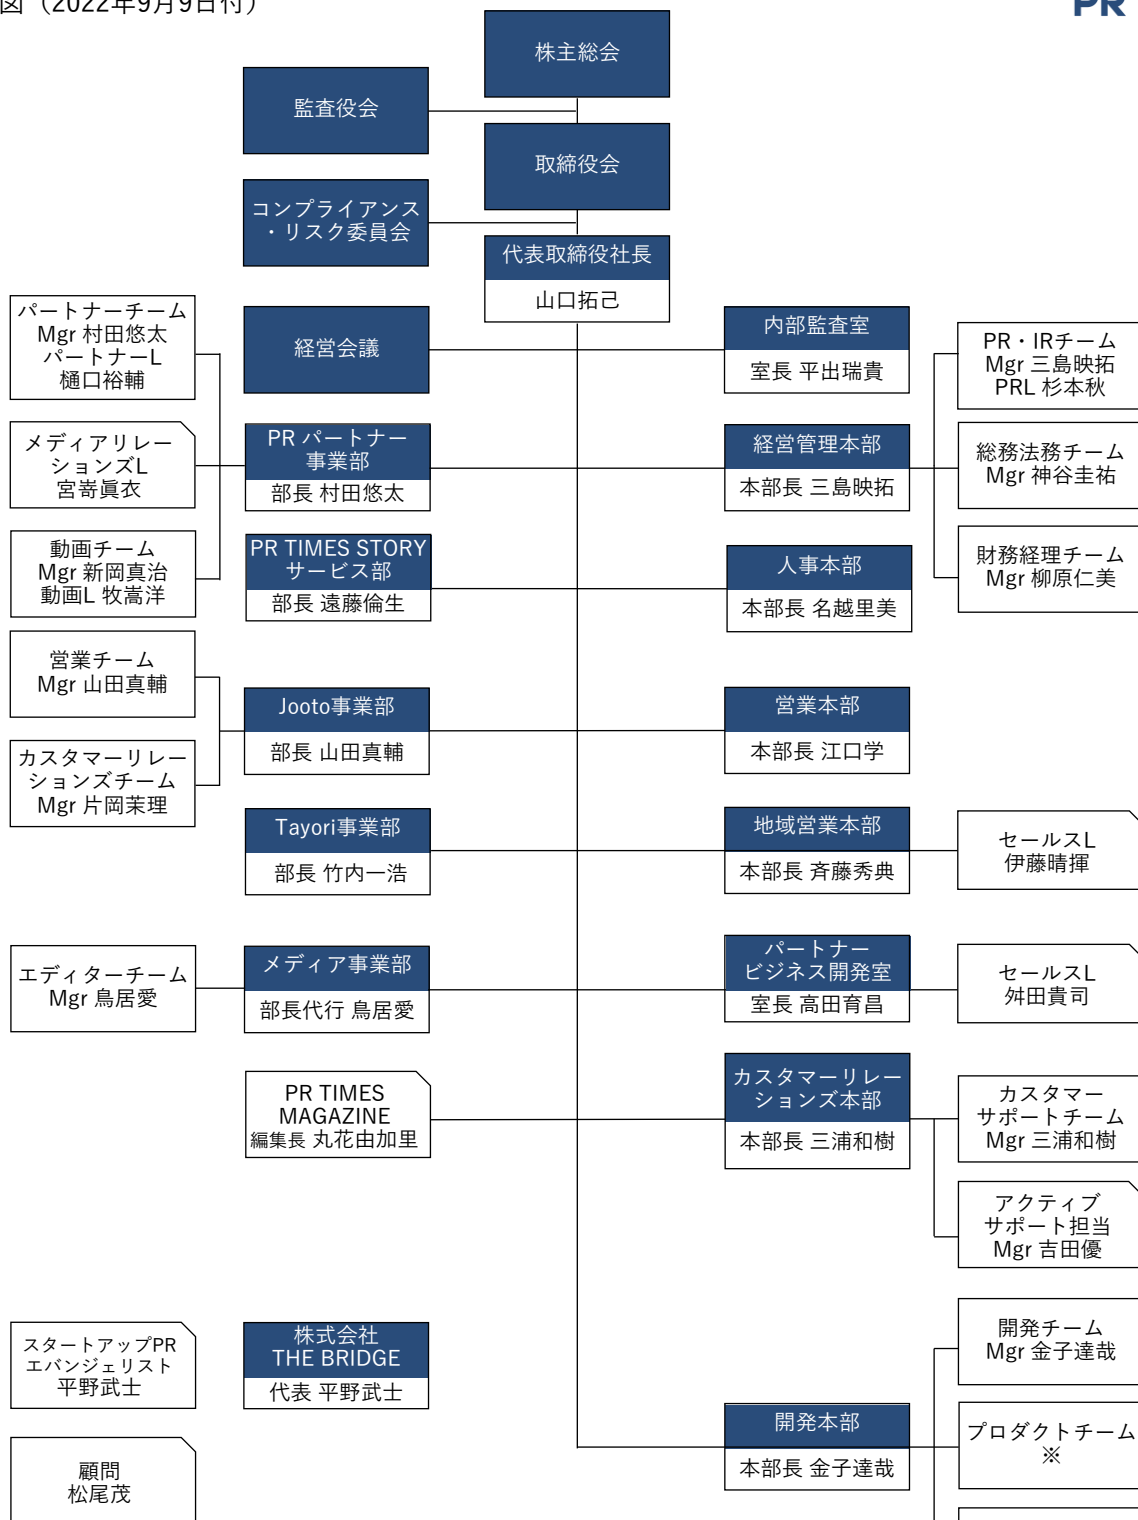 図（2022年9月9日付）
PR
株主総会
監査役会
取締役会
コンプライアンス
・リスク委員会
代表取締役社長
山口拓己
経営会議
内部監査室
室長 平出瑞貴
パートナーチーム
Mgr 村田悠太
パートナーL
樋口裕輔
メディアリレー
ションズL
宮嵜眞衣
動画チーム
Mgr 新岡真治
動画L 牧嵩洋
PR パートナー
事業部
部長 村田悠太
経営管理本部
本部長 三島映拓
PR・IRチーム
Mgr 三島映拓
PRL 杉本秋
総務法務チーム
Mgr 神谷圭祐
財務経理チーム
Mgr 柳原仁美
PR TIMES STORY
サービス部
部長 遠藤倫生
人事本部
本部長 名越里美
営業チーム
Mgr 山田真輔
カスタマーリレー
ションズチーム
Mgr 片岡茉理
Jooto事業部
部長 山田真輔
営業本部
本部長 江口学
Tayori事業部
部長 竹内一浩
地域営業本部
本部長 斉藤秀典
セールスL
伊藤晴揮
エディターチーム
Mgr 鳥居愛
メディア事業部
部長代行 鳥居愛
パートナー
ビジネス開発室
室長 高田育昌
セールスL
舛田貴司
PR TIMES
MAGAZINE
編集長 丸花由加里
カスタマーリレー
ションズ本部
本部長 三浦和樹
カスタマー
サポートチーム
Mgr 三浦和樹
アクティブ
サポート担当
Mgr 吉田優
スタートアップPR
エバンジェリスト
平野武士
株式会社
THE BRIDGE
代表 平野武士
開発チーム
Mgr 金子達哉
開発本部
本部長 金子達哉
プロダクトチーム
※
顧問
松尾茂